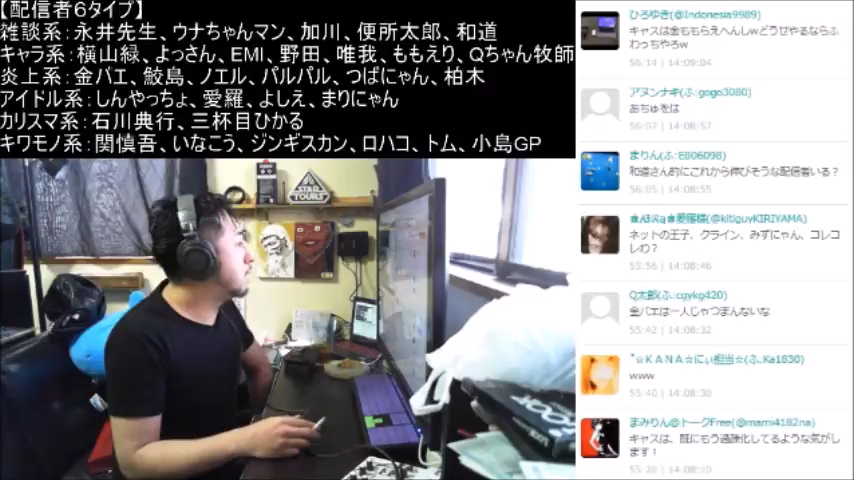 【配信者6タイプ】
雑談系：永井先生、ウナちゃんマン、加川、便所太郎、和道
キャラ系：横山緑、よっさん、EMI、野田、唯我、ももえり、Qちゃん牧師
炎上系：金バエ、鮫島、ノエル、パルパル、つばにゃん、柏木
アイドル系：しんやっちょ、愛羅、よしえ、まりにゃん
カリスマ系：石川典行、三杯目ひかる
キワモノ系：関慎吾、いなこう、ジンギスカン、ロハコ、トム、小島GP
STAR
TOURS
ひろゆき(@Indonesia9989)
キャスは金ももらえへんしwどうせやるならふ
わっちやろw
56:14 | 14:09:04
アヌンナキ(ふ:gogo3080)
あちゅをは
56:07 | 14:08:57
まりん(ふ:E806098)
和道さん的にこれから伸びそうな配信者いる？
56:05 | 14:08:55
愛羅様(@kitiguyKIRIYAMA)
ネットの王子、クライン、みずにゃん、コレコ
レわ？
55:56 | 14:08:46
Q太郎(ふ:cgykg420)
金バエは一人じゃつまんないな
55:42 | 14:08:32
*☆KANA☆にぃ担当☆(ふ:Ka1830)
www
55:40 | 14:08:30
まみりん@トークFree(@mami4182na)
キャスは、既にもう過疎化してるような気がし
ます！
55:20 | 14:08:10